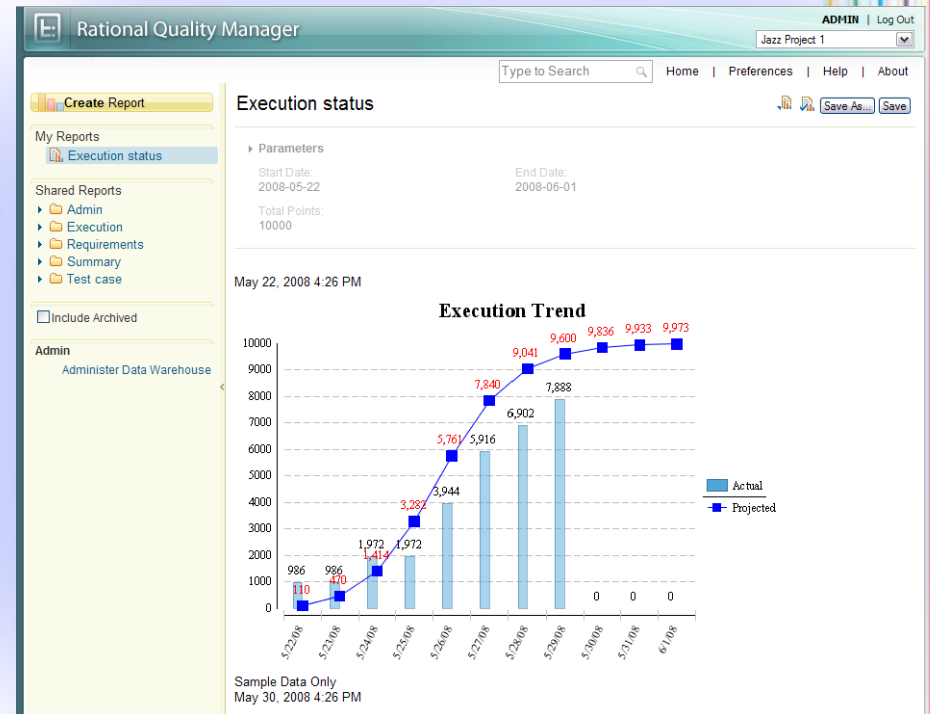 ADMIN | Log Out
Rational Quality Manager
Jazz Project 1
Type to Search
Home | Preferences | Help | About
Create Report
My Reports
Execution status
Shared Reports
Admin
Execution
Requirements
Summary
Test case
Include Archived
Admin
Administer Data Warehouse
Execution status
Save As... Save
Parameters
Start Date: End Date:
2008-05-22 2008-06-01
Total Points:
10000
May 22, 2008 4:26 PM
Execution Trend
10000
9000
8000
7000
6000
5000
4000
3000
2000
1000
0
986 986 1,972 1,972 3,944 5,916 6,902 7,888 0 0 0
110 470 1,414 3,282 5,761 7,840 9,041 9,600 9,836 9,933 9,973
5/22/08 5/23/08 5/24/08 5/25/08 5/26/08 5/27/08 5/28/08 5/29/08 5/30/08 5/31/08 6/1/08
Actual
Projected
Sample Data Only
May 30, 2008 4:26 PM